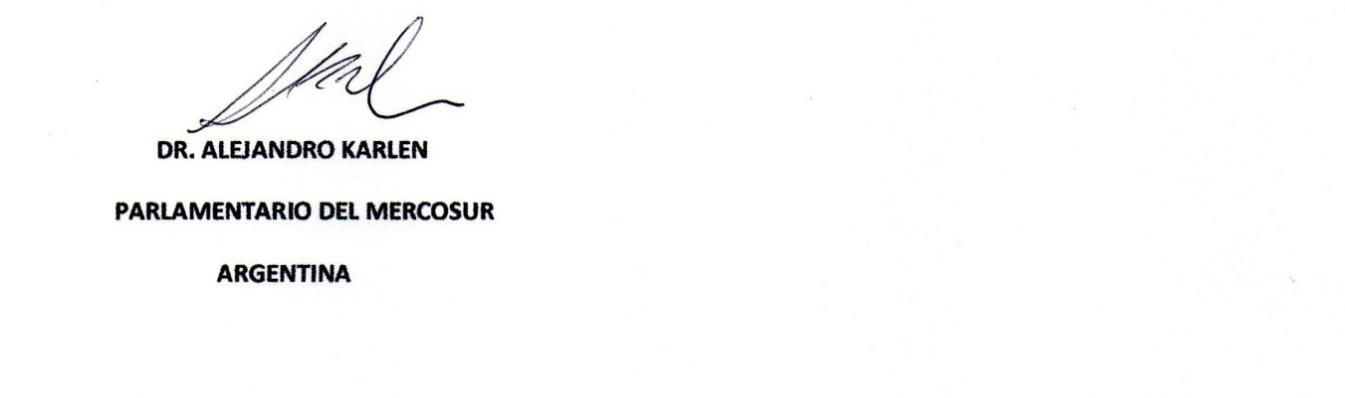 DR. ALEJANDRO KARLEN
PARLAMENTARIO DEL MERCOSUR
ARGENTINA